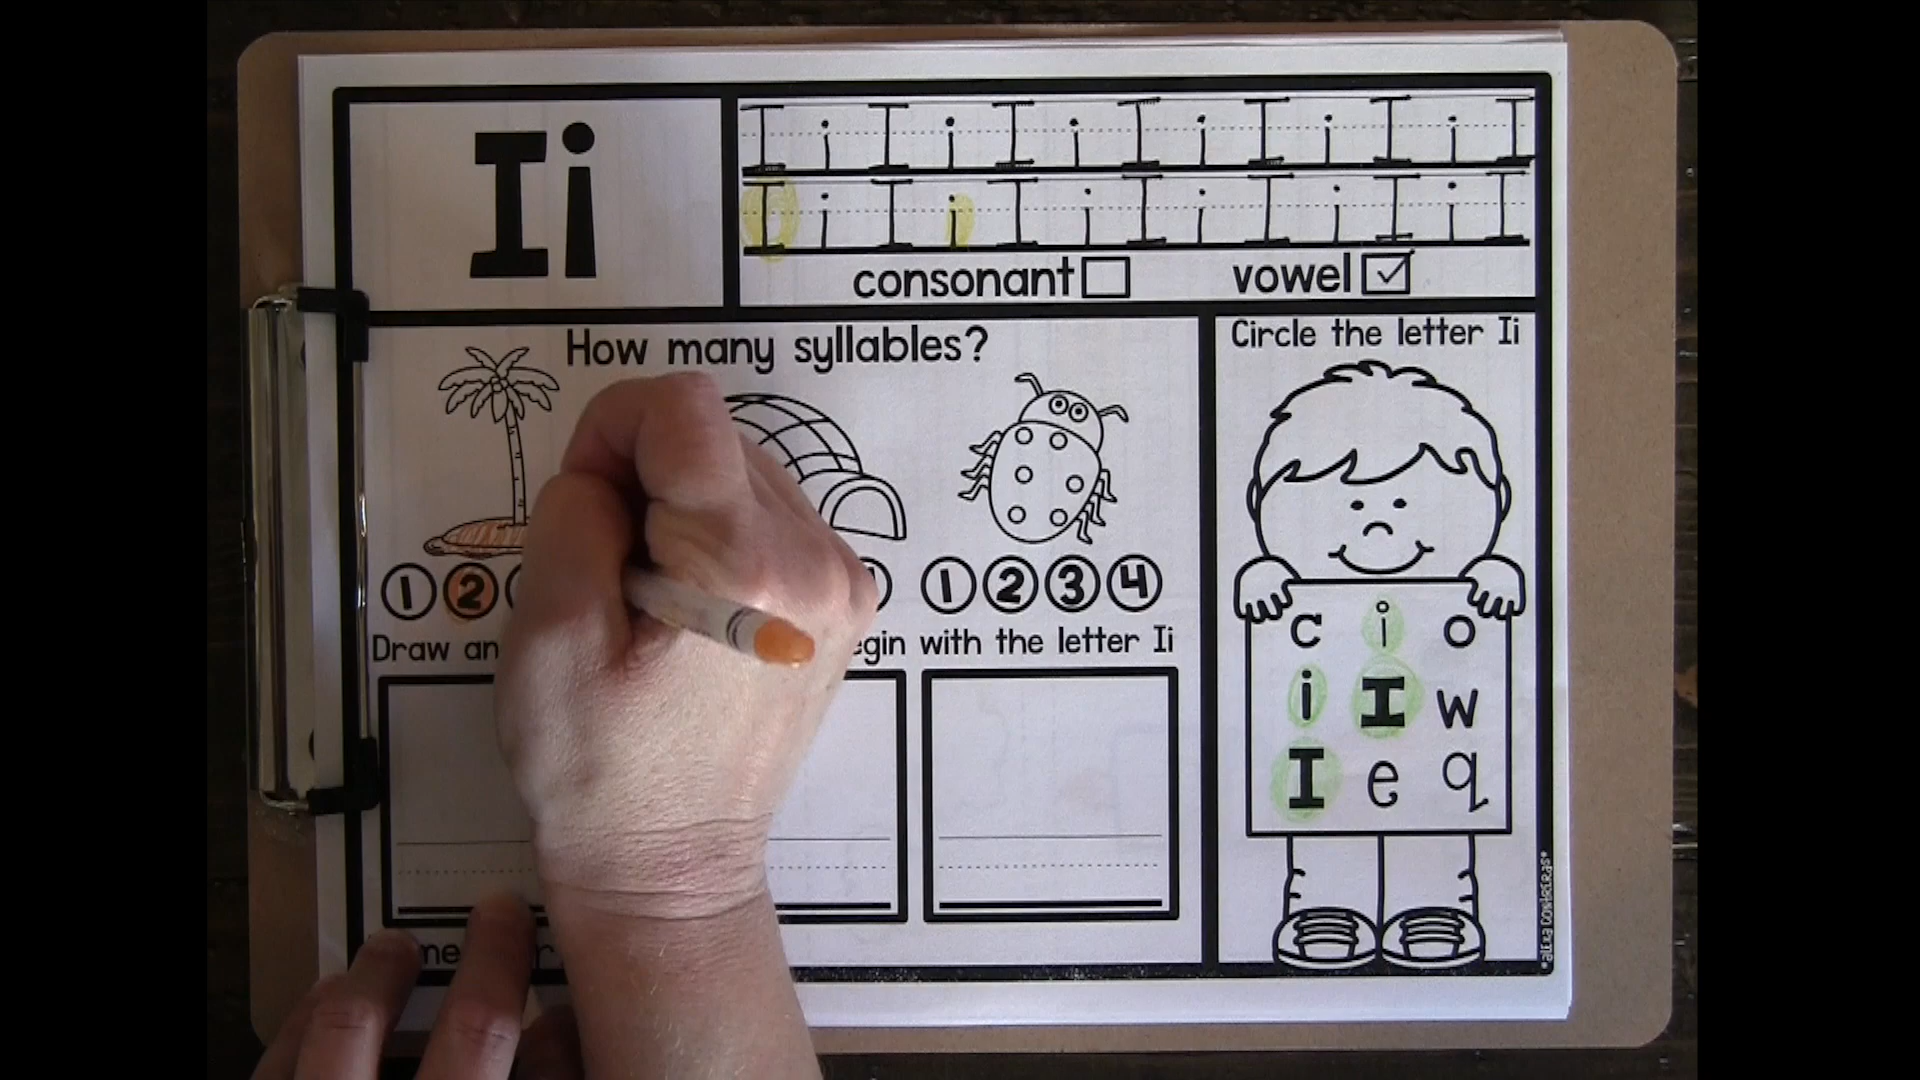 Ii
I i I i I i I i I i I i I
I i I i I i I i I i I i I
consonant vowel
How many syllables?
1 2
1 2 3 4
Draw an
with the letter Ii
Circle the letter Ii
c i o
i I w
I e q